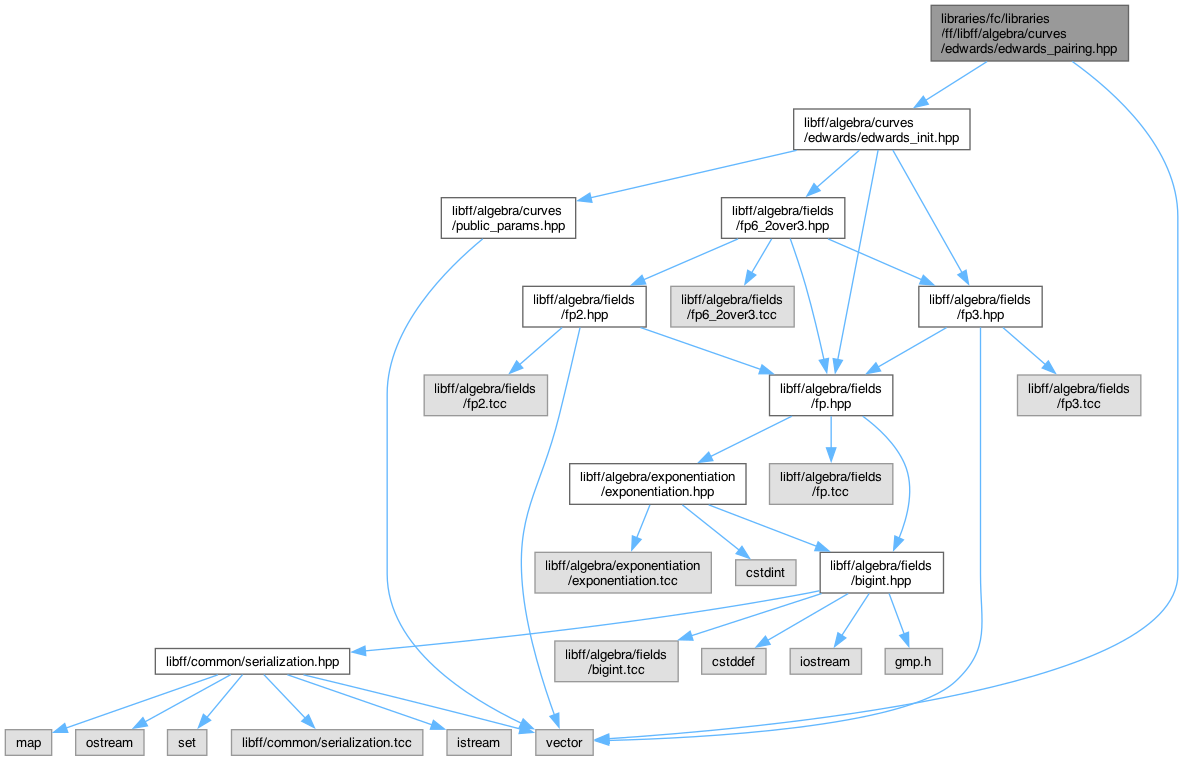 libraries/fc/libraries
/ff/libff/algebra/curves
/edwards/edwards_pairing.hpp
libff/algebra/curves
/edwards/edwards_init.hpp
libff/algebra/curves
/public_params.hpp
libff/algebra/fields
/fp6_2over3.hpp
libff/algebra/fields
/fp2.hpp
libff/algebra/fields
/fp6_2over3.tcc
libff/algebra/fields
/fp3.hpp
libff/algebra/fields
/fp2.tcc
libff/algebra/fields
/fp.hpp
libff/algebra/fields
/fp3.tcc
libff/algebra/exponentiation
/exponentiation.hpp
libff/algebra/fields
/fp.tcc
libff/algebra/exponentiation
/exponentiation.tcc
cstdint
libff/algebra/fields
/bigint.hpp
libff/common/serialization.hpp
libff/algebra/fields
/bigint.tcc
cstddef
iostream
gmp.h
map
ostream
set
libff/common/serialization.tcc
istream
vector